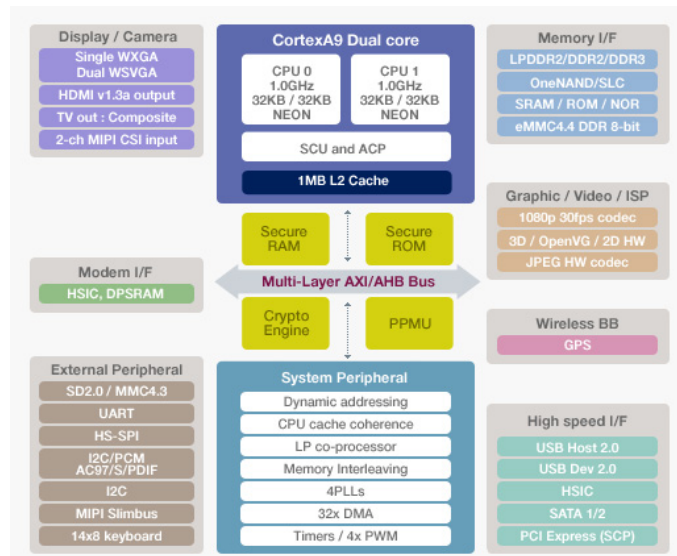 Display / Camera
Single WXGA
Dual WSVGA
HDMI v1.3a output
TV out : Composite
2-ch MIPI CSI input
CortexA9 Dual core
CPU 0
1.0GHz
32KB / 32KB
NEON
CPU 1
1.0GHz
32KB / 32KB
NEON
SCU and ACP
1MB L2 Cache
Memory I/F
LPDDR2/DDR2/DDR3
OneNAND/SLC
SRAM / ROM / NOR
eMMC4.4 DDR 8-bit
Graphic / Video / ISP
1080p 30fps codec
3D / OpenVG / 2D HW
JPEG HW codec
Secure
RAM
Secure
ROM
Modem I/F
HSIC, DPSRAM
Multi-Layer AXI/AHB Bus
Crypto
Engine
PPMU
Wireless BB
GPS
External Peripheral
SD2.0 / MMC4.3
UART
HS-SPI
I2C/PCM
AC97/S/PDIF
I2C
MIPI Slimbus
14x8 keyboard
System Peripheral
Dynamic addressing
CPU cache coherence
LP co-processor
Memory Interleaving
4PLLs
32x DMA
Timers / 4x PWM
High speed I/F
USB Host 2.0
USB Dev 2.0
HSIC
SATA 1/2
PCI Express (SCP)